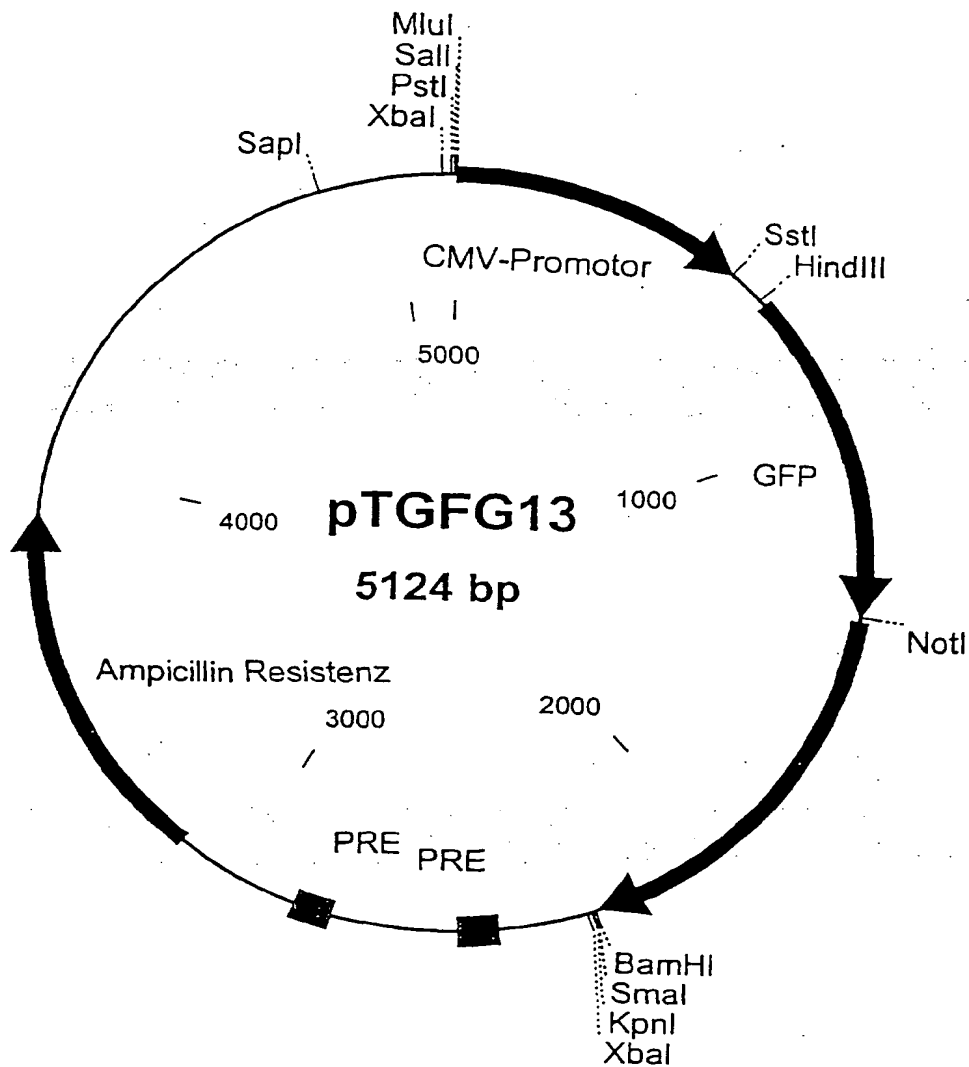 MluI
SalI
PstI
XbaI
SapI
SstI
HindIII
CMV-Promotor
5000
GFP
1000
4000
pTGFG13
5124 bp
NotI
Ampicillin Resistenz
2000
3000
PRE
PRE
BamHI
SmaI
KpnI
XbaI